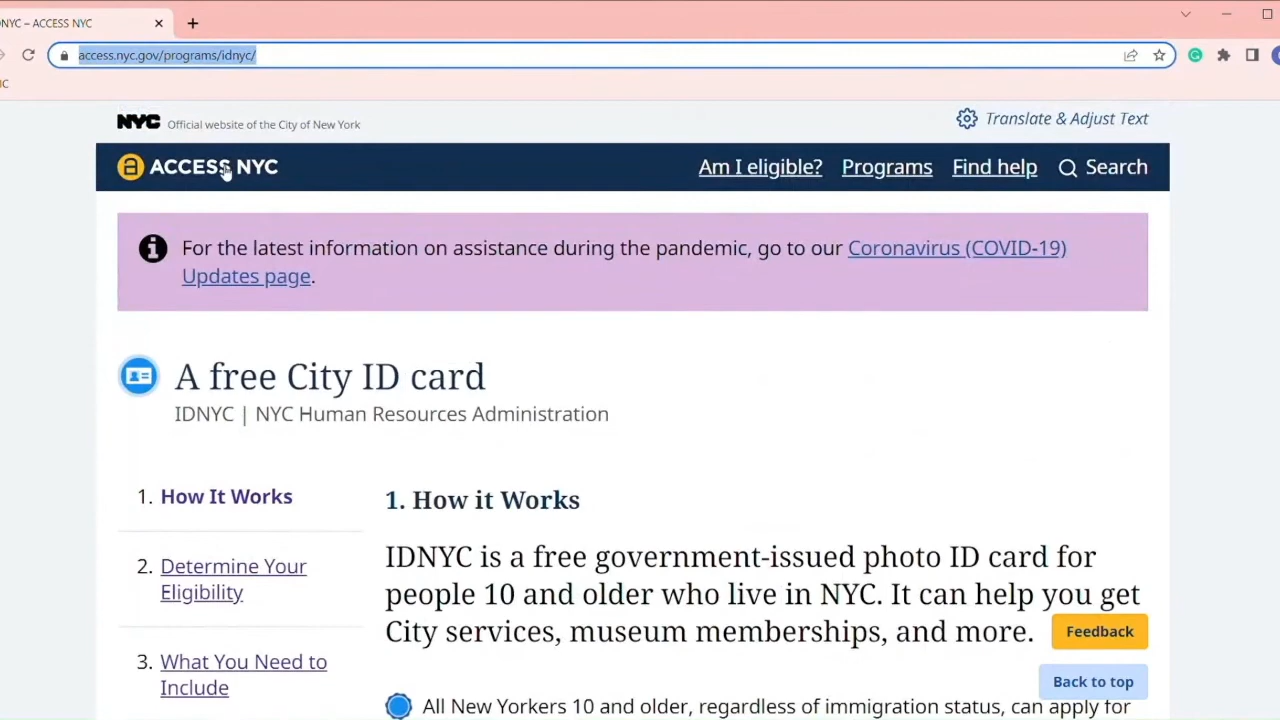 NYC – ACCESS NYC
access.nyc.gov/programs/idnyc/
NYC Official website of the City of New York
Translate & Adjust Text
ACCESS NYC
Am I eligible? Programs Find help Search
For the latest information on assistance during the pandemic, go to our Coronavirus (COVID-19)
Updates page.
A free City ID card
IDNYC | NYC Human Resources Administration
1. How It Works
2. Determine Your
Eligibility
3. What You Need to
Include
1. How it Works
IDNYC is a free government-issued photo ID card for
people 10 and older who live in NYC. It can help you get
City services, museum memberships, and more.
Feedback
Back to top
All New Yorkers 10 and older, regardless of immigration status, can apply for